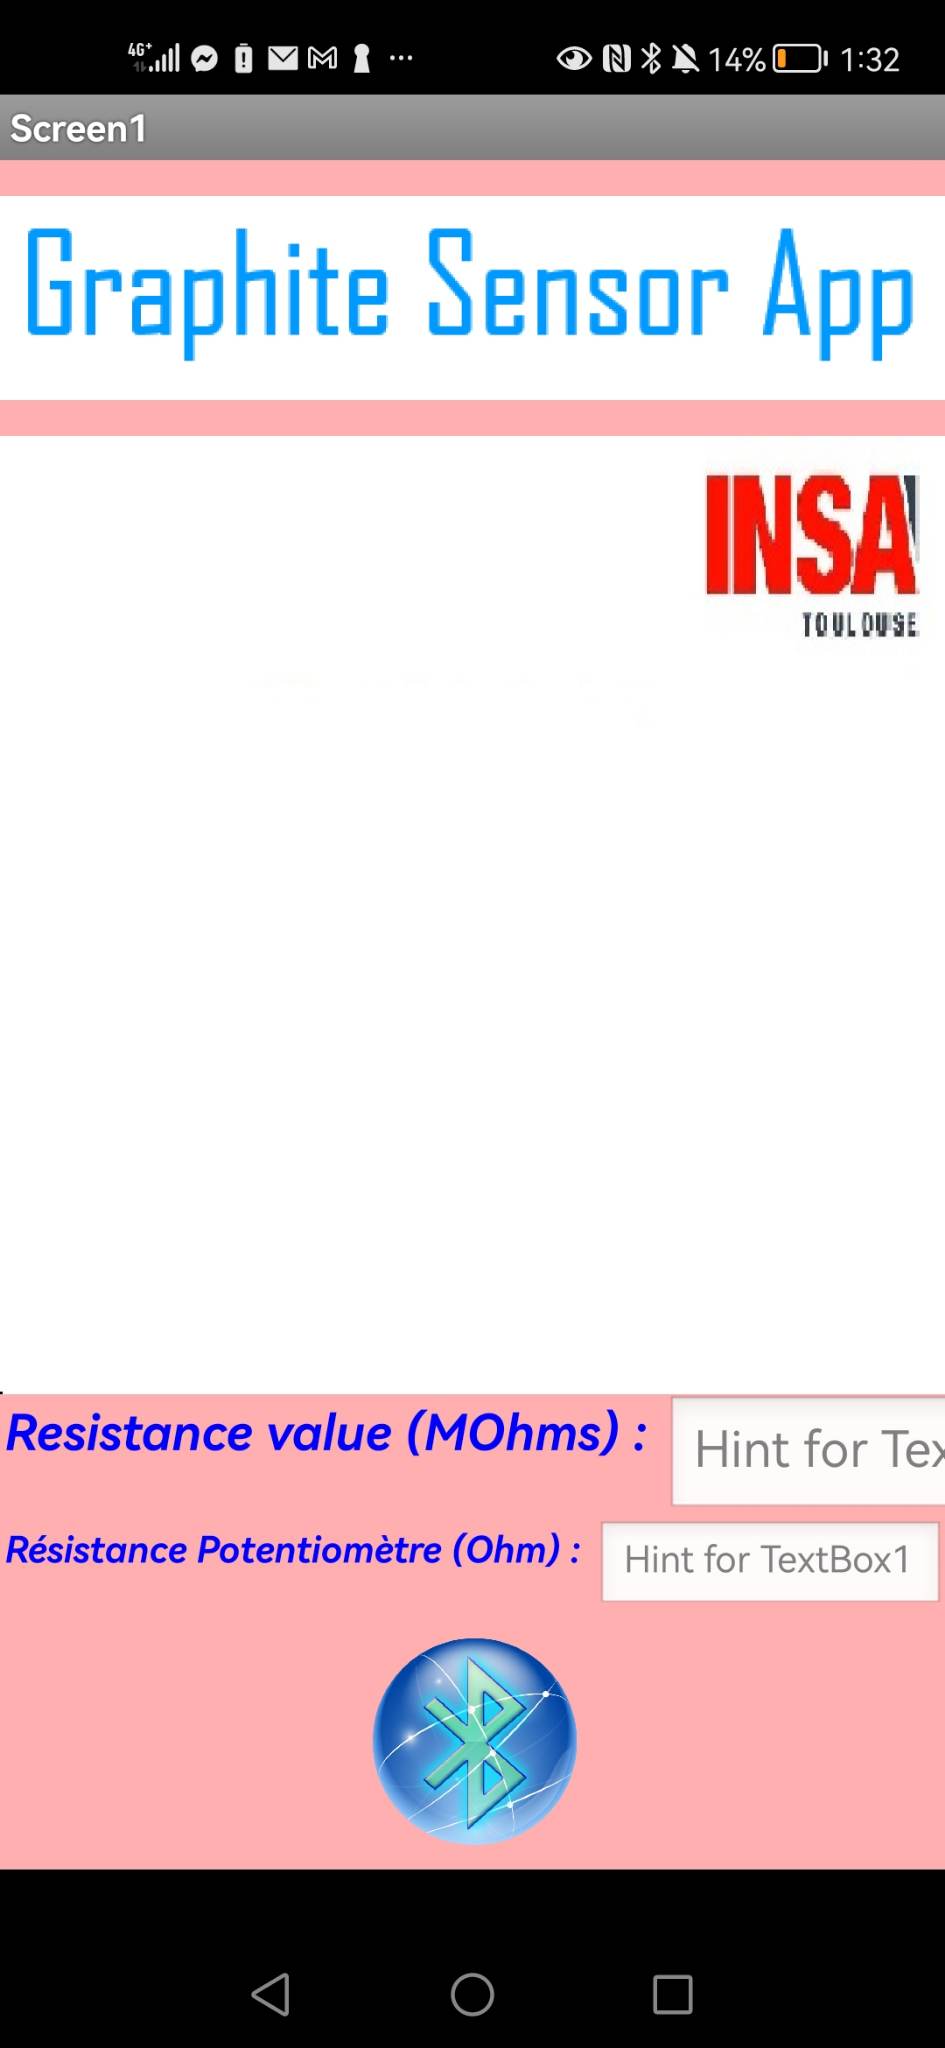 4G+ 14% 1:32
Screen1
Graphite Sensor App
INSA
TOULOUSE
Resistance value (MOhms) : Hint for Tex
Résistance Potentiomètre (Ohm) : Hint for TextBox1